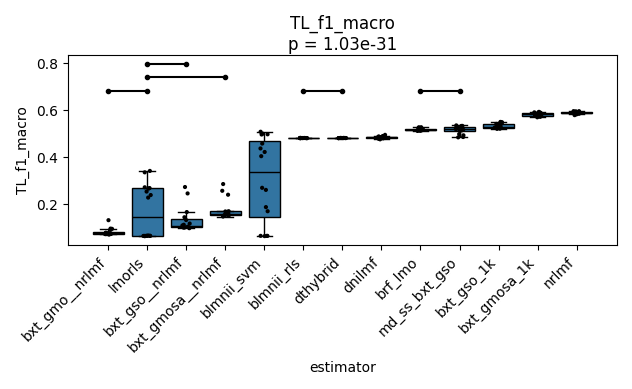 TL_f1_macro
p = 1.03e-31
TL_f1_macro
0.8
0.6
0.4
0.2
bxt_gmo__nrlmf
lmorls
bxt_gso__nrlmf
bxt_gmosa__nrlmf
blmnii_svm
blmnii_rls
dthybrid
dnilmf
brf_lmo
md_ss_bxt_gso
bxt_gso_1k
bxt_gmosa_1k
nrlmf
estimator